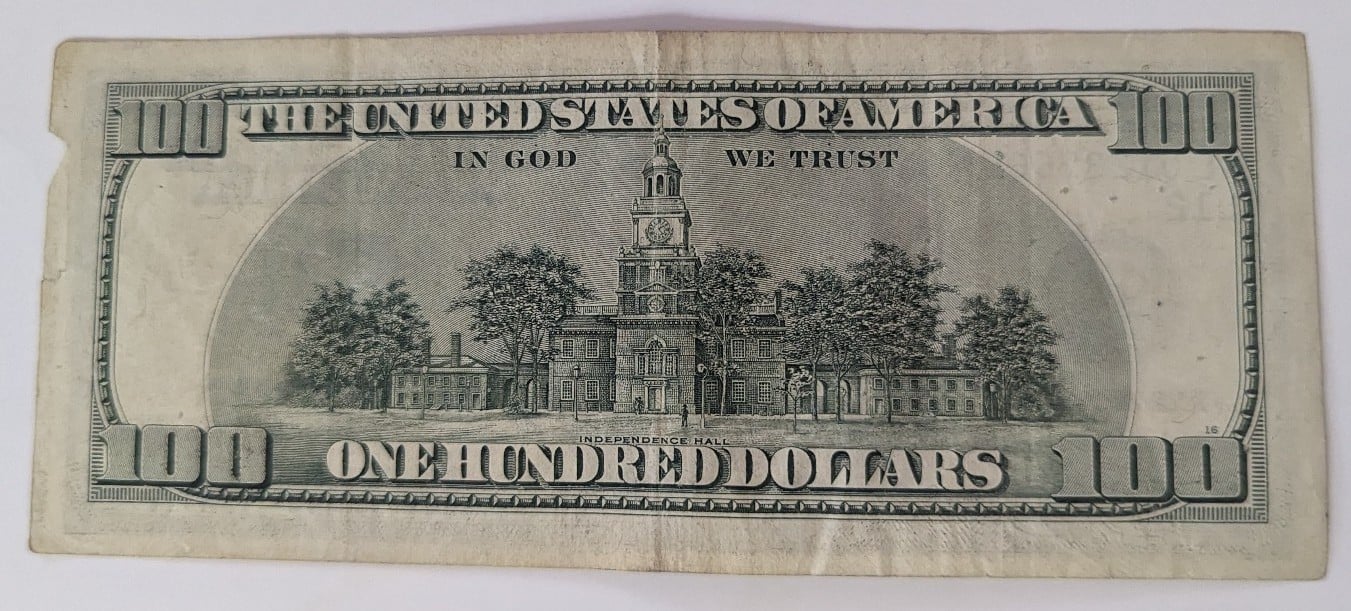 100 THE UNITED STATES OF AMERICA 100
IN GOD WE TRUST
INDEPENDENCE HALL
16
100 ONE HUNDRED DOLLARS 100